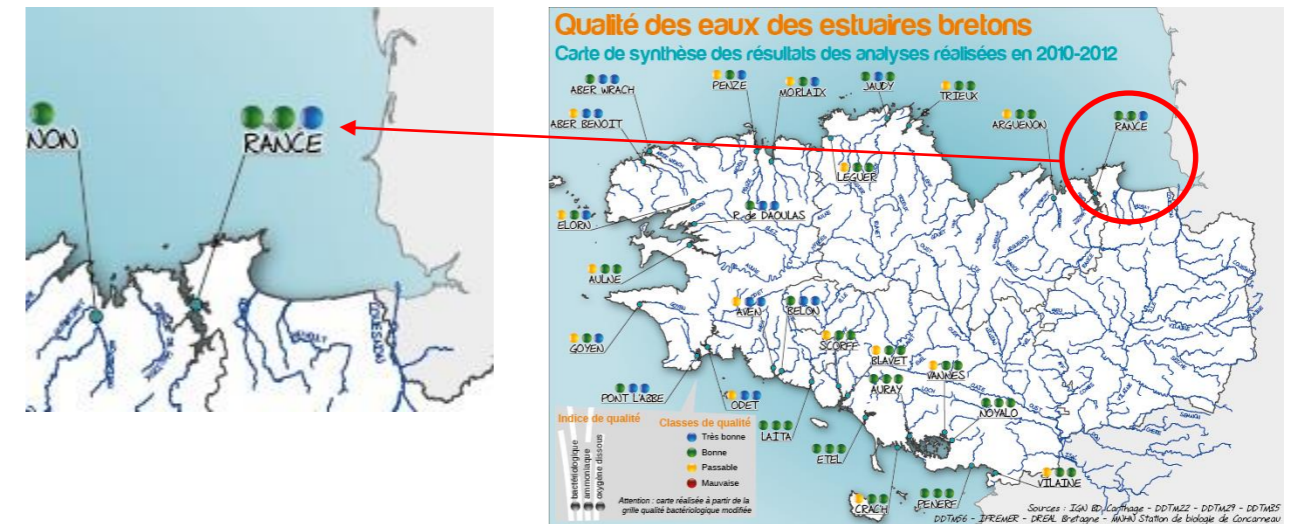 NON
RANCE
COUESNON
Qualité des eaux des estuaires bretons
Carte de synthèse des résultats des analyses réalisées en 2010-2012
ABER WRACH
PENZE
MORLAIX
JAUDY
TRIEUX
ABER BENOIT
ARGUENON
RANCE
LEGUER
ELORN
R. de DAOULAS
AULNE
AVEN
BELON
GOYEN
SCORFF
BLAVET
VANNES
PONT L'ABBE
ODET
AURAY
NOYALO
LAITA
ETEL
CRACH
PENERF
VILAINE
Indice de qualité
bactériologique
ammoniaque
oxygène dissous
Classes de qualité
Très bonne
Bonne
Passable
Mauvaise
Attention : carte réalisée à partir de la
grille qualité bactériologique modifiée
Sources : IGN BD Carthage - DDTM22 - DDTM29 - DDTM35
DDTM56 - IFREMER - DREAL Bretagne - MNHN Station de biologie de Concarneau